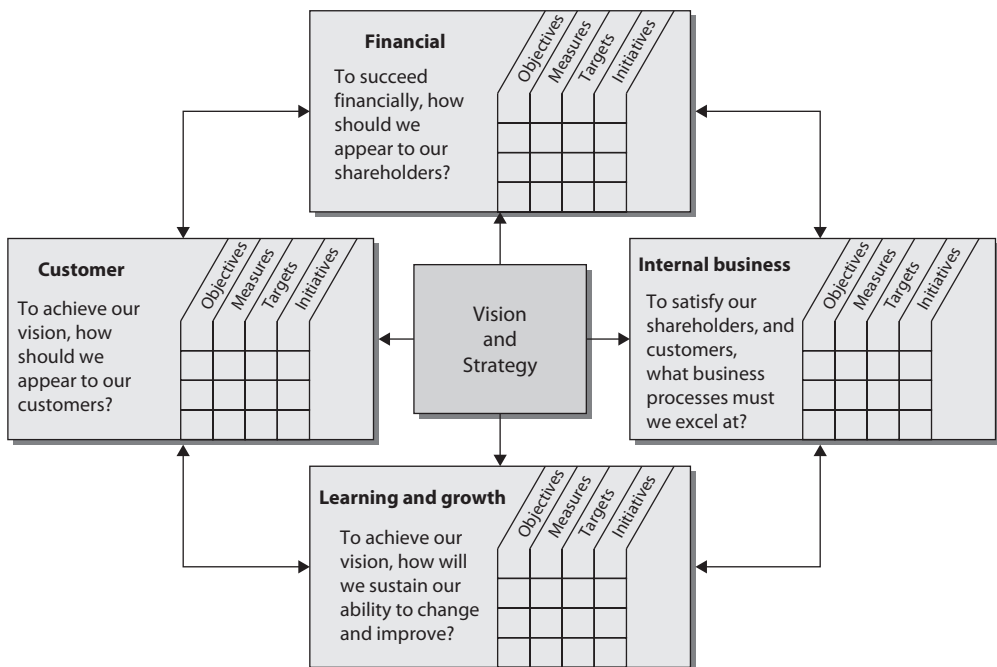 Financial
To succeed
financially, how
should we
appear to our
shareholders?
Objectives
Measures
Targets
Initiatives
Customer
To achieve our
vision, how
should we
appear to our
customers?
Objectives
Measures
Targets
Initiatives
Vision
and
Strategy
Internal business
To satisfy our
shareholders, and
customers,
what business
processes must
we excel at?
Objectives
Measures
Targets
Initiatives
Learning and growth
To achieve our
vision, how will
we sustain our
ability to change
and improve?
Objectives
Measures
Targets
Initiatives